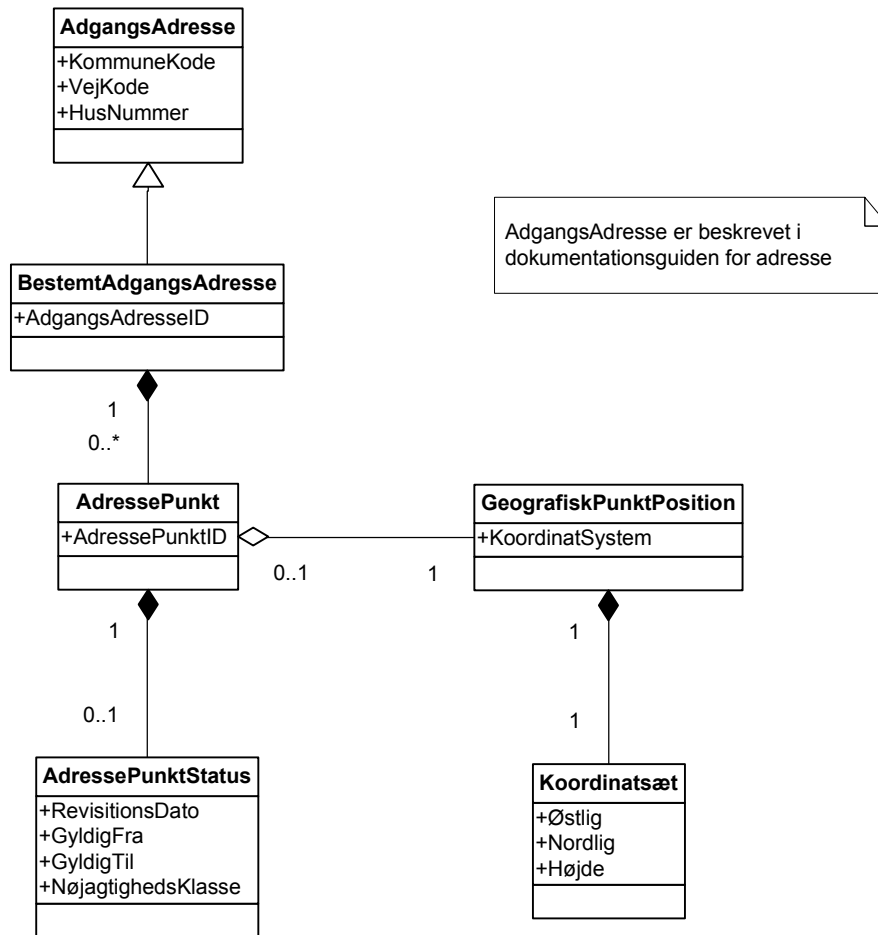 AdgangsAdresse
+KommuneKode
+VejKode
+HusNummer
AdgangsAdresse er beskrevet i
dokumentationsguiden for adresse
BestemtAdgangsAdresse
+AdgangsAdresseID
1
0..*
AdressePunkt
+AdressePunktID
0..1
1
GeografiskPunktPosition
+KoordinatSystem
1
0..1
1
1
AdressePunktStatus
+RevisitionsDato
+GyldigFra
+GyldigTil
+NøjagtighedsKlasse
Koordinatsæt
+Østlig
+Nordlig
+Højde